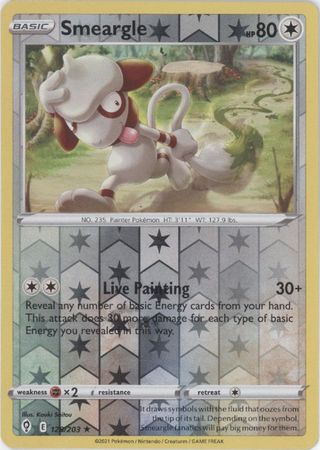 BASIC Smeargle HP 80
NO. 235 Painter Pokémon HT: 3'11" WT: 127.9 lbs.
Live Painting 30+
Reveal any number of basic Energy cards from your hand.
This attack does 30 more damage for each type of basic
Energy you revealed in this way.
weakness ×2 resistance retreat
Illus. Kouki Saitou
E 128/203 ★
It draws symbols with the fluid that oozes from
the tip of its tail. Depending on the symbol,
Smeargle fanatics will pay big money for them.
©2021 Pokémon / Nintendo / Creatures / GAME FREAK